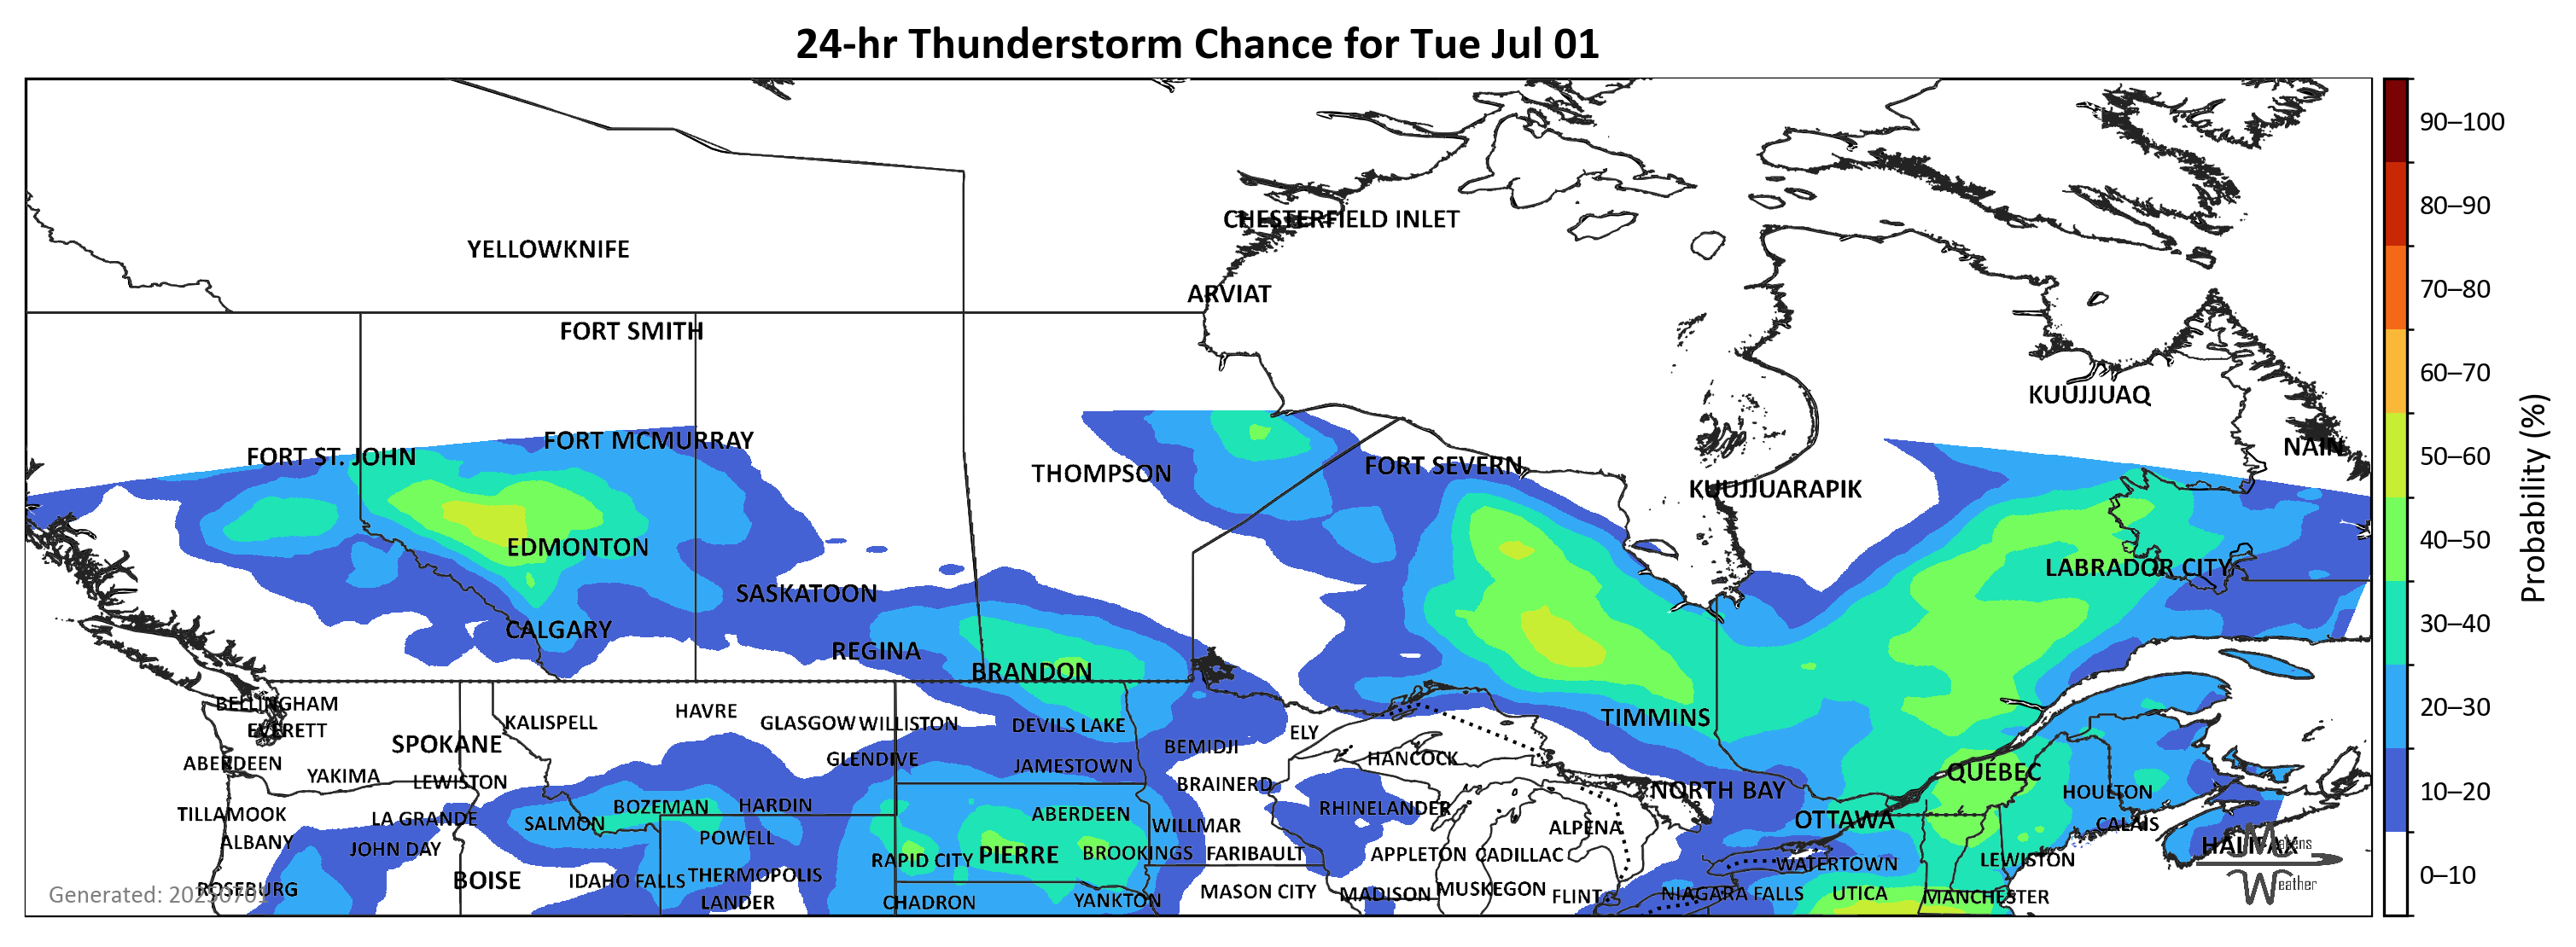 24-hr Thunderstorm Chance for Tue Jul 01
90–100
CHESTERFIELD INLET
80–90
YELLOWKNIFE
70–80
ARVIAT
FORT SMITH
60–70
KUUJJUAQ
FORT MCMURRAY
NAIN
FORT ST. JOHN
50–60
THOMPSON
FORT SEVERN
KUUJJUARAPIK
Probability (%)
EDMONTON
40–50
LABRADOR CITY
SASKATOON
CALGARY
30–40
REGINA
BRANDON
BELLINGHAM
KALISPELL
HAVRE
GLASGOW
WILLISTON
DEVILS LAKE
TIMMINS
20–30
EVERETT
ELY
SPOKANE
BEMIDJI
ABERDEEN
GLENDIVE
JAMESTOWN
HANCOCK
YAKIMA
LEWISTON
BRAINERD
NORTH BAY
QUÉBEC
HOULTON
10–20
TILLAMOOK
LA GRANDE
BOZEMAN
HARDIN
ABERDEEN
RHINELANDER
SALMON
WILLMAR
ALPENA
OTTAWA
CALAIS
ALBANY
JOHN DAY
POWELL
RAPID CITY
PIERRE
BROOKINGS
FARIBAULT
APPLETON
CADILLAC
WATERTOWN
LEWISTON
HALIFAX
Makens
Weather
BOISE
IDAHO FALLS
THERMOPOLIS
0–10
ROSEBURG
Generated: 20250701
LANDER
CHADRON
YANKTON
MASON CITY
MADISON
MUSKEGON
FLINT
NIAGARA FALLS
UTICA
MANCHESTER